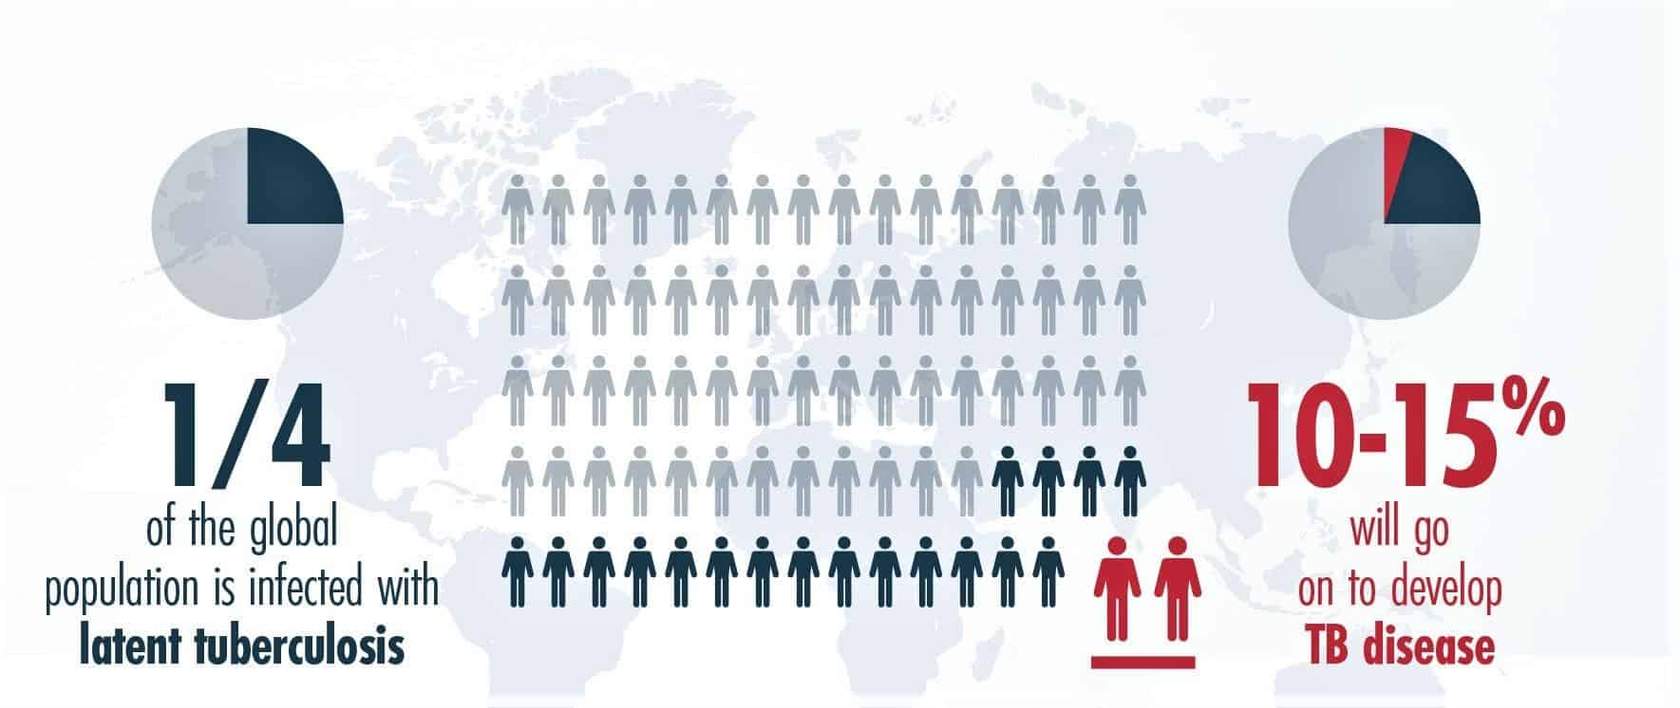 1/4
of the global
population is infected with
latent tuberculosis
10-15%
will go
on to develop
TB disease